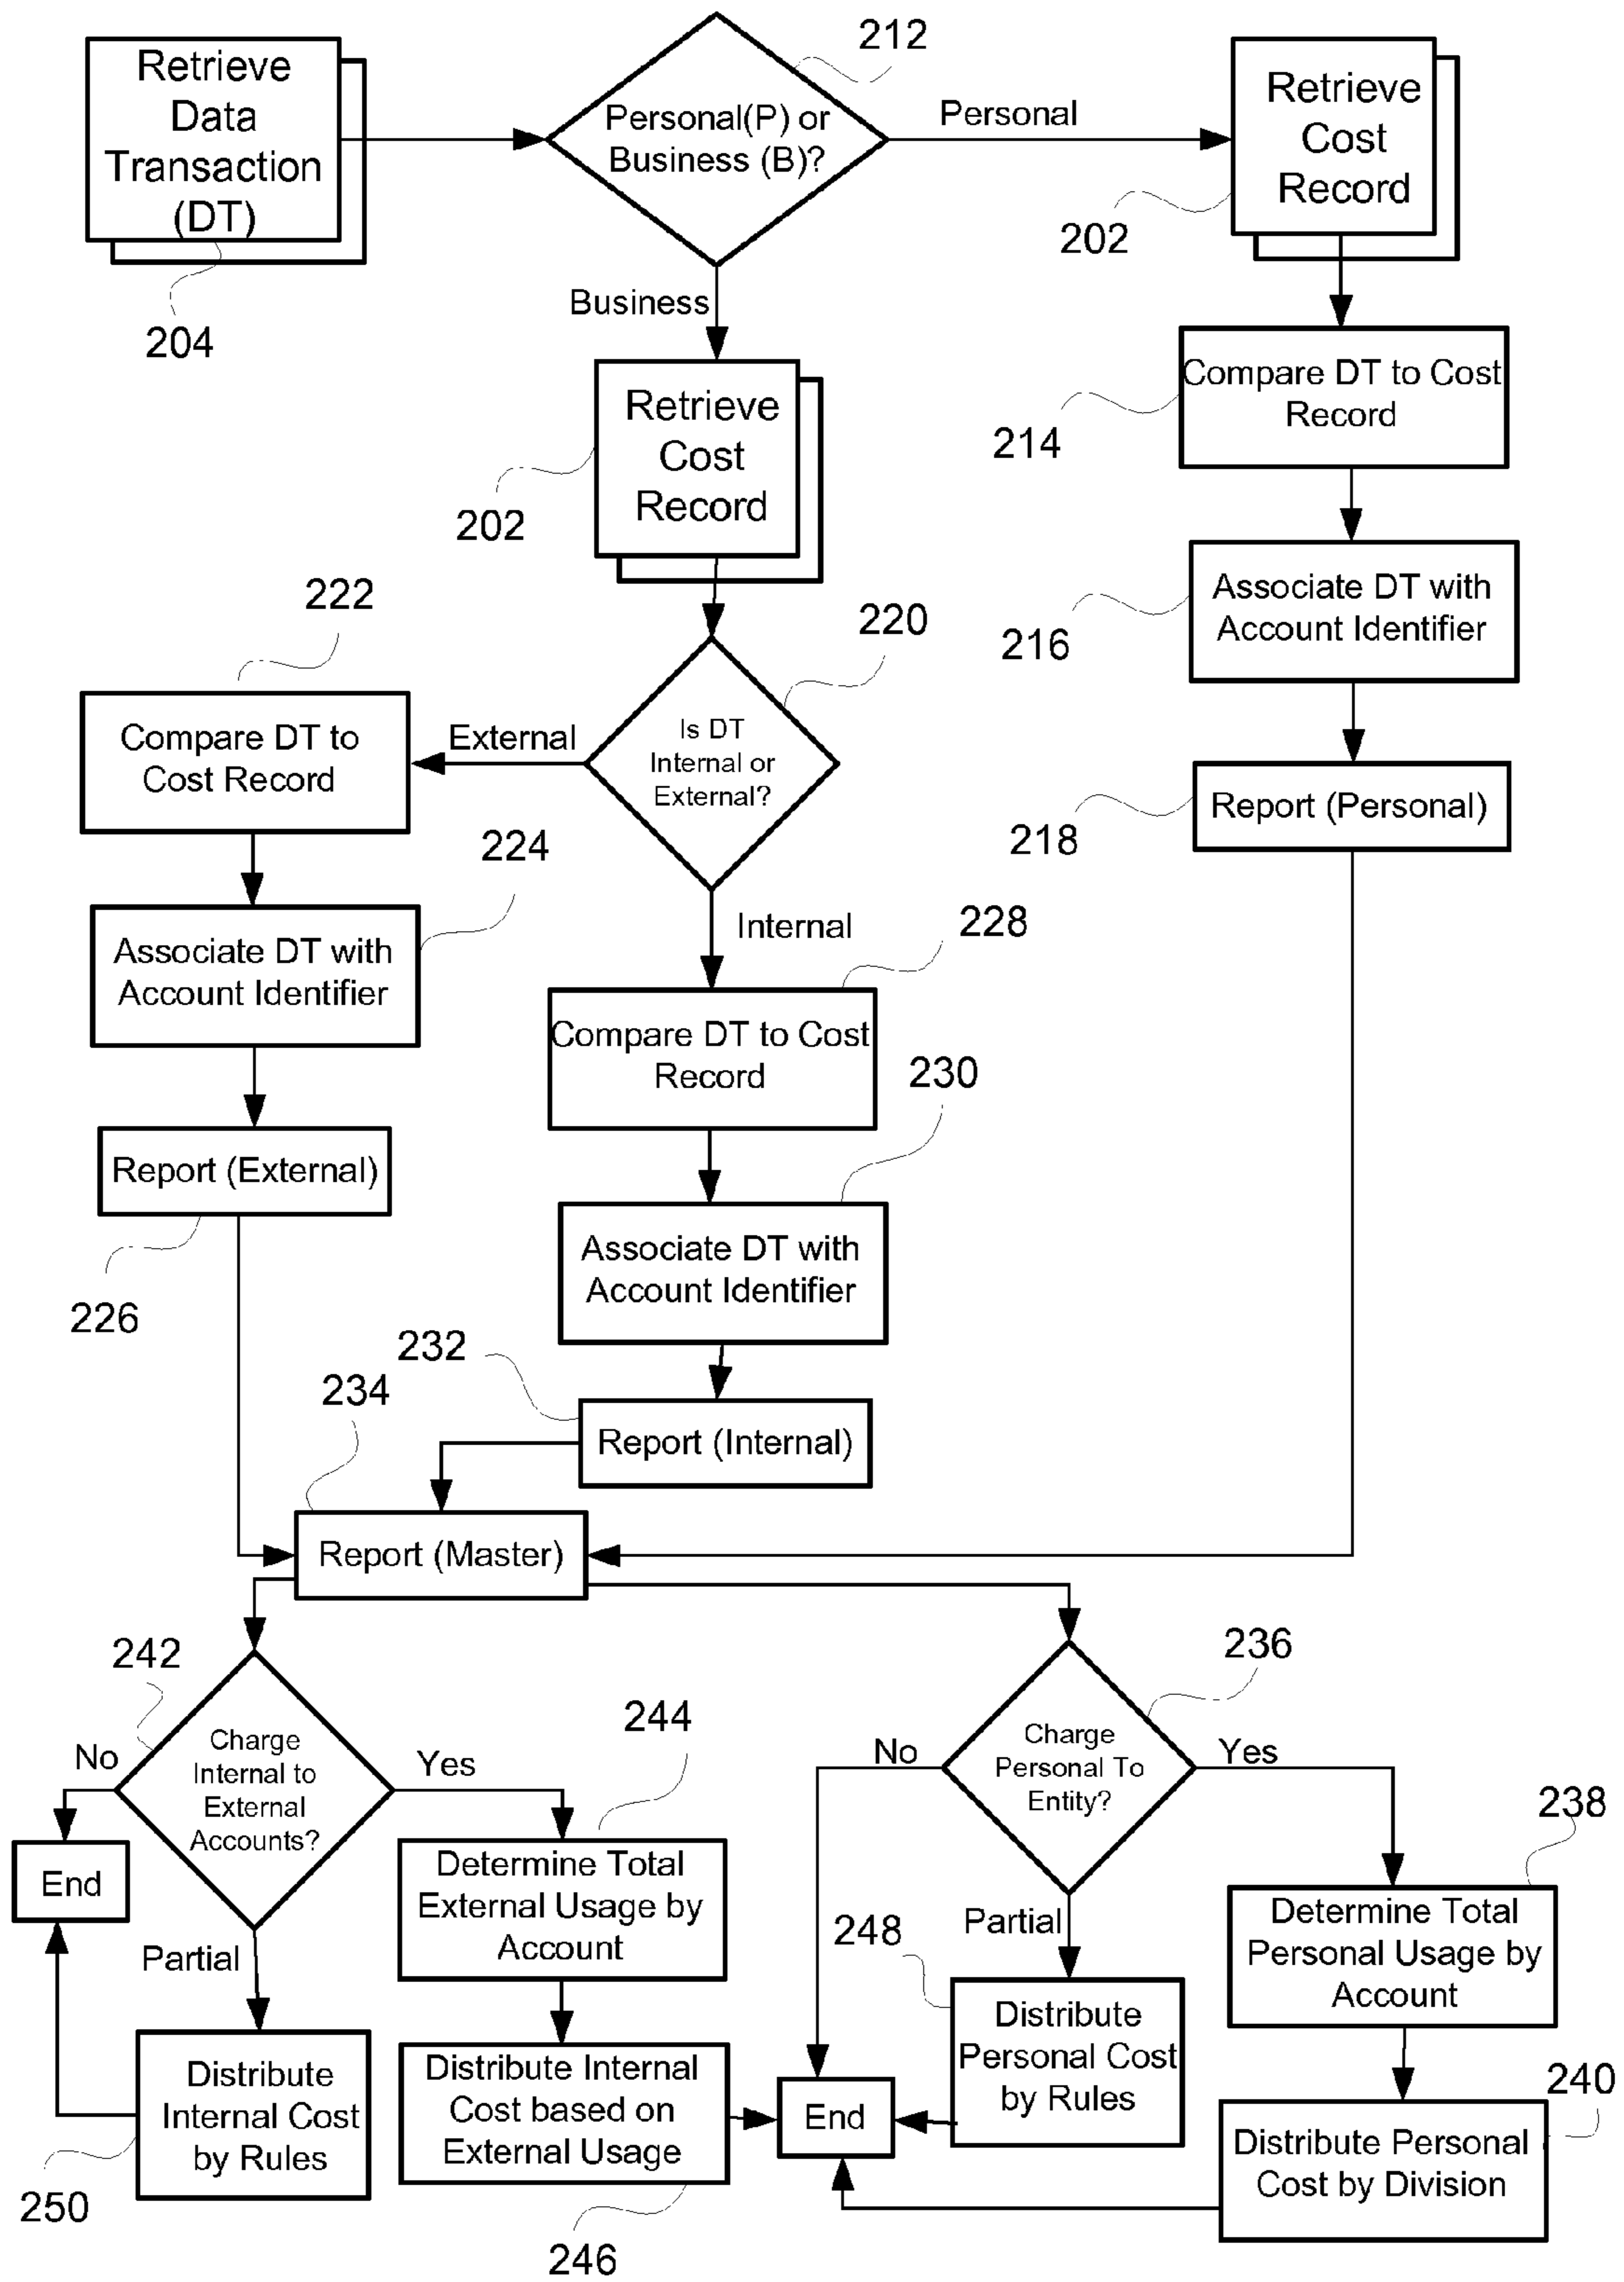 Retrieve
Data
Transaction
(DT)
204
212
Personal(P) or
Business (B)?
Personal
Retrieve
Cost
Record
202
Business
Retrieve
Cost
Record
202
Compare DT to Cost
Record
214
Associate DT with
Account Identifier
216
Report (Personal)
218
220
Is DT
Internal or
External?
External
222
Compare DT to
Cost Record
224
Associate DT with
Account Identifier
Report (External)
226
Internal
228
Compare DT to Cost
Record
230
Associate DT with
Account Identifier
232
Report (Internal)
234
Report (Master)
242
Charge
Internal to
External
Accounts?
No
End
Partial
Distribute
Internal Cost
by Rules
250
Yes
244
Determine Total
External Usage by
Account
Distribute Internal
Cost based on
External Usage
246
236
Charge
Personal To
Entity?
No
End
Partial
248
Distribute
Personal Cost
by Rules
Yes
238
Determine Total
Personal Usage by
Account
240
Distribute Personal
Cost by Division